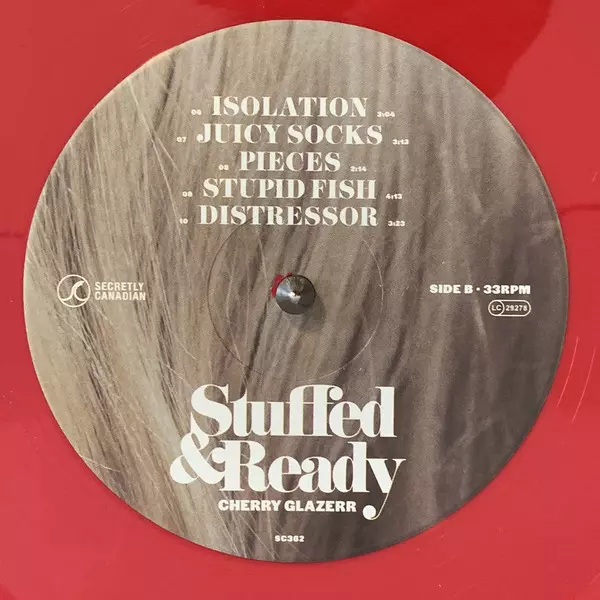 06 ISOLATION 3:04
07 JUICY SOCKS 3:13
08 PIECES 2:14
09 STUPID FISH 4:13
10 DISTRESSOR 3:23
SECRETLY
CANADIAN
SIDE B • 33RPM
LC 29278
Stuffed
&Ready
CHERRY GLAZERR
SC362